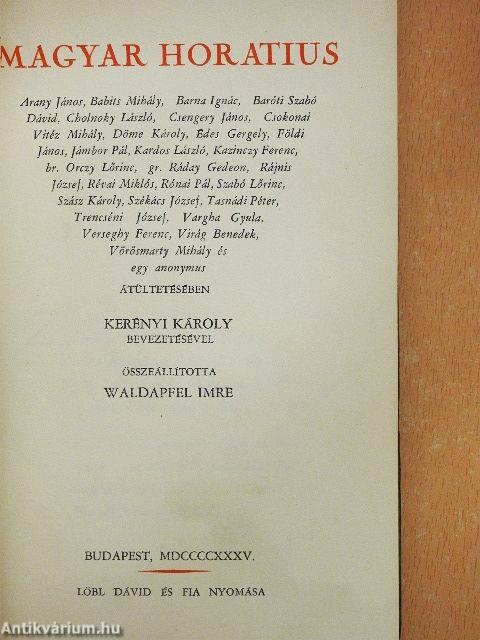 MAGYAR HORATIUS
Arany János, Babits Mihály, Barna Ignác, Baróti Szabó
Dávid, Cholnoky László, Csengery János, Csokonai
Vitéz Mihály, Döme Károly, Édes Gergely, Földi
János, Jámbor Pál, Kardos László, Kazinczy Ferenc,
br. Orczy Lőrinc, gr. Ráday Gedeon, Rájnis
József, Révai Miklós, Rónai Pál, Szabó Lőrinc,
Szász Károly, Székács József, Tasnádi Péter,
Trencséni József, Vargha Gyula,
Verseghy Ferenc, Virág Benedek,
Vörösmarty Mihály és
egy anonymus
ÁTÜLTETÉSÉBEN
KERÉNYI KÁROLY
BEVEZETÉSÉVEL
ÖSSZEÁLLÍTOTTA
WALDAPFEL IMRE
BUDAPEST, MDCCCCXXXV.
LÖBL DÁVID ÉS FIA NYOMÁSA
Antikvárium.hu